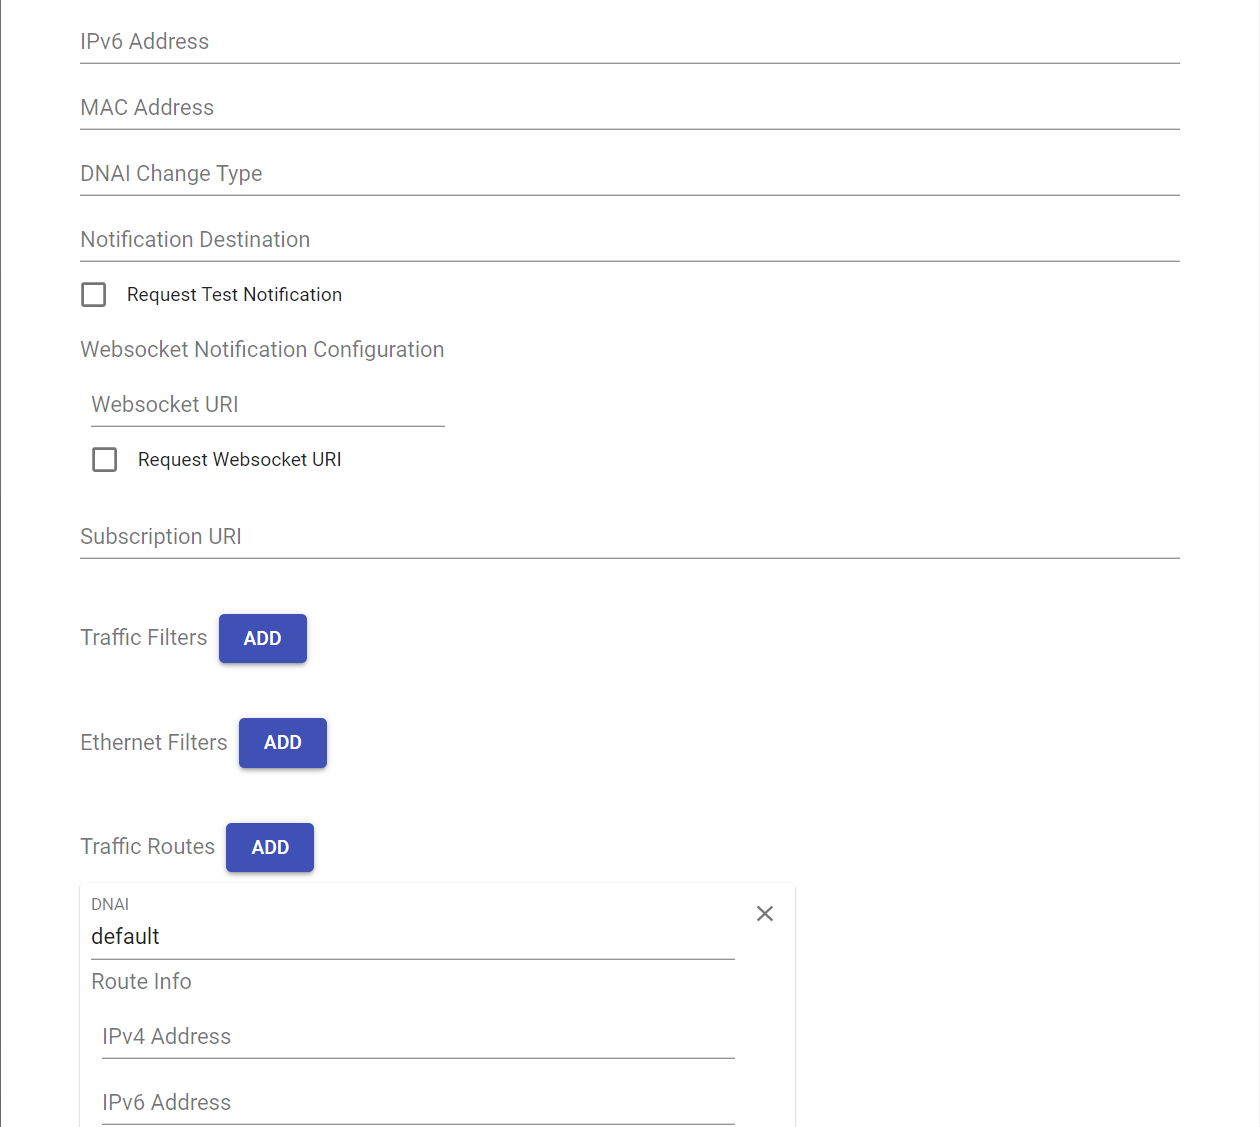 IPv6 Address
MAC Address
DNAI Change Type
Notification Destination
Request Test Notification
Websocket Notification Configuration
Websocket URI
Request Websocket URI
Subscription URI
Traffic Filters ADD
Ethernet Filters ADD
Traffic Routes ADD
DNAI
default
Route Info
IPv4 Address
IPv6 Address